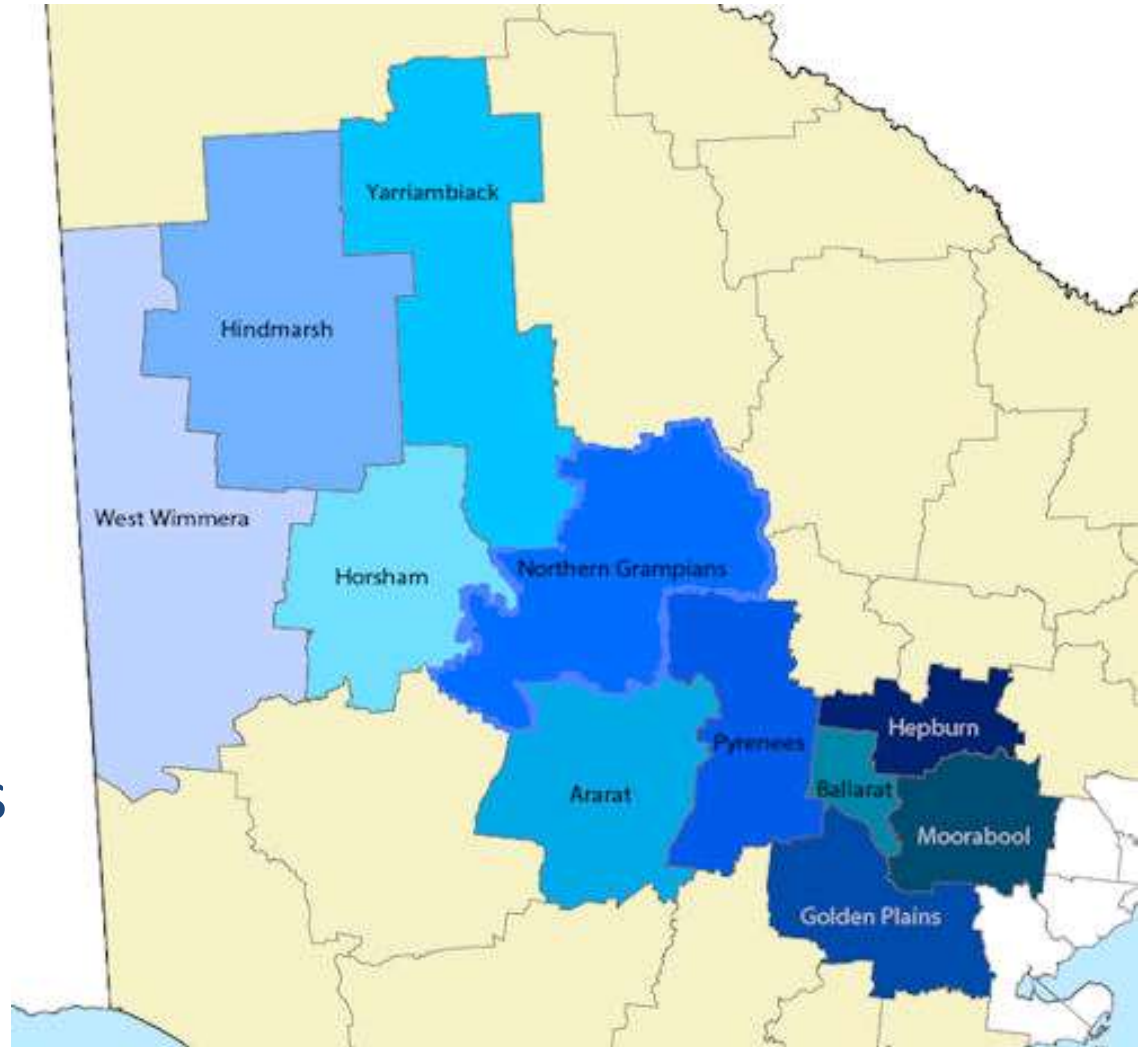 Yarriambiack
Hindmarsh
West Wimmera
Horsham
Northern Grampians
Hepburn
Pyrenees
Ballarat
Ararat
Moorabool
Golden Plains
s